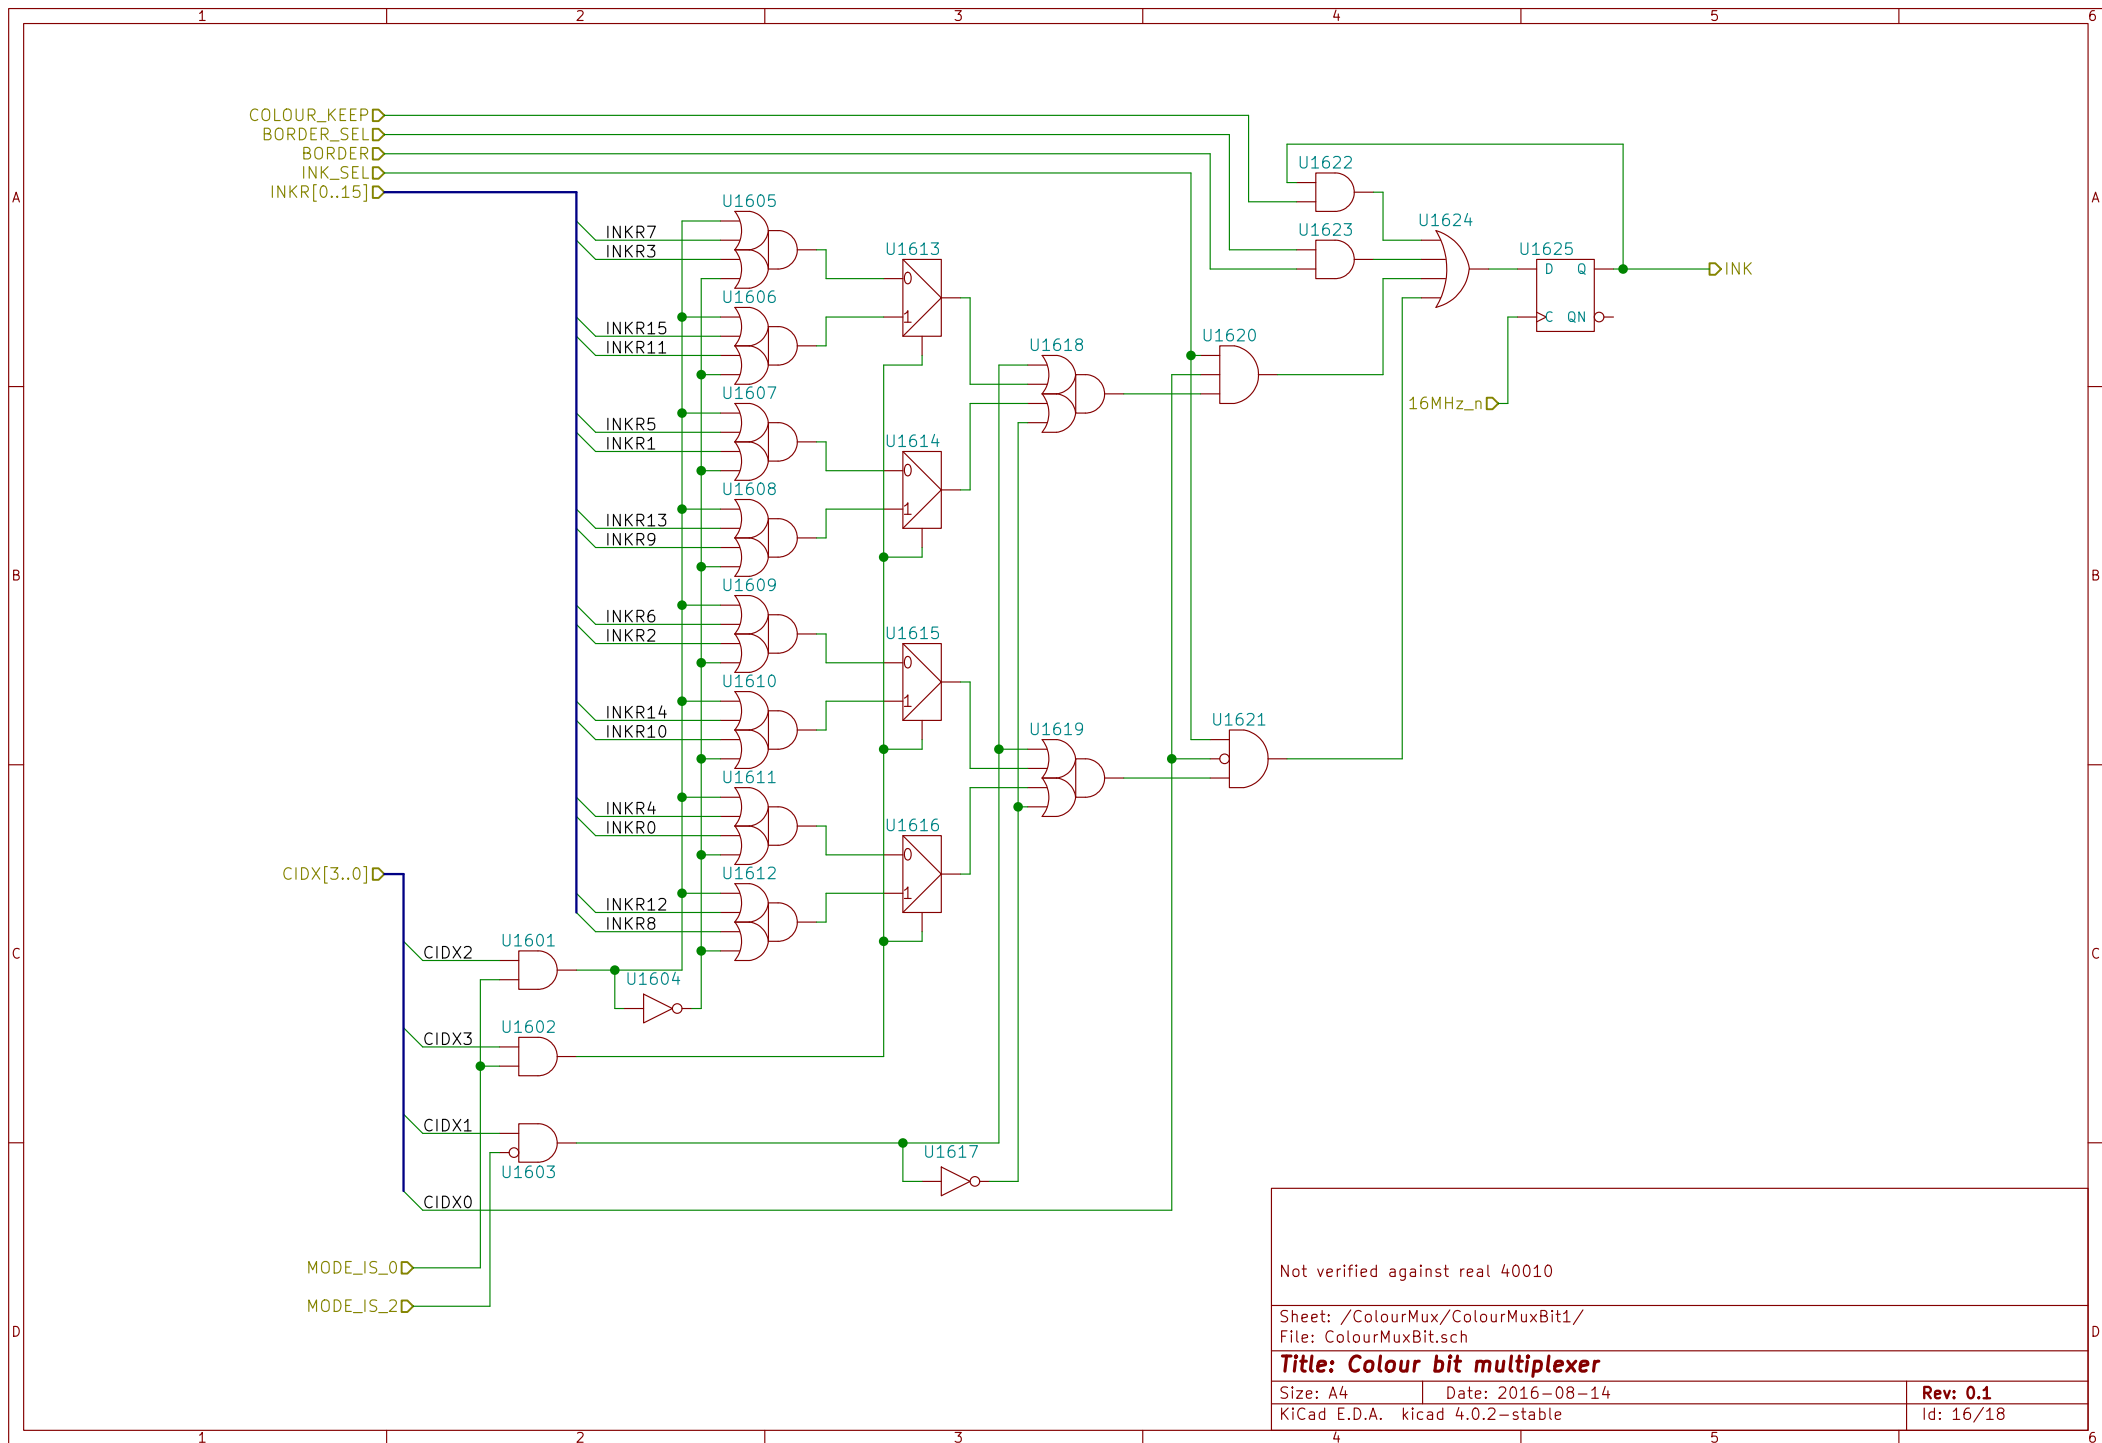 1 2 3 4 5 6
COLOUR_KEEP
BORDER_SEL
BORDER
INK_SEL
INKR[0..15]
A
A
U1622
U1605
U1624
U1623
INKR7
INKR3
U1613
U1625
0
D Q
INK
U1606
1
C QN
INKR15
INKR11
U1618
U1620
U1607
16MHz_n
INKR5
INKR1
U1614
0
U1608
1
INKR13
INKR9
B
B
U1609
INKR6
INKR2
U1615
0
U1610
1
INKR14
INKR10
U1621
U1619
U1611
INKR4
INKR0
U1616
0
CIDX[3..0]
U1612
1
INKR12
INKR8
U1601
CIDX2
C
C
U1604
U1602
CIDX3
CIDX1
U1617
U1603
CIDX0
MODE_IS_0
MODE_IS_2
Not verified against real 40010
Sheet: /ColourMux/ColourMuxBit1/
File: ColourMuxBit.sch
D
D
Title: Colour bit multiplexer
Size: A4 Date: 2016-08-14 Rev: 0.1
KiCad E.D.A. kicad 4.0.2-stable Id: 16/18
1 2 3 4 5 6